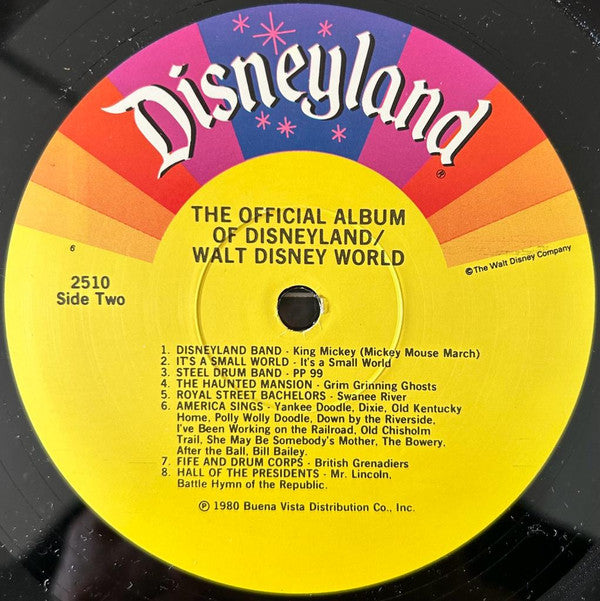 Disneyland
®
THE OFFICIAL ALBUM
OF DISNEYLAND/
WALT DISNEY WORLD
6
© The Walt Disney Company
2510
Side Two
1. DISNEYLAND BAND - King Mickey (Mickey Mouse March)
2. IT'S A SMALL WORLD - It's a Small World
3. STEEL DRUM BAND - PP 99
4. THE HAUNTED MANSION - Grim Grinning Ghosts
5. ROYAL STREET BACHELORS - Swanee River
6. AMERICA SINGS - Yankee Doodle, Dixie, Old Kentucky
Home, Polly Wolly Doodle, Down by the Riverside,
I've Been Working on the Railroad, Old Chisholm
Trail, She May be Somebody's Mother, The Bowery,
After the Ball, Bill Bailey.
7. FIFE AND DRUM CORPS - British Grenadiers
8. HALL OF THE PRESIDENTS - Mr. Lincoln,
Battle Hymn of the Republic.
℗ 1980 Buena Vista Distribution Co., Inc.